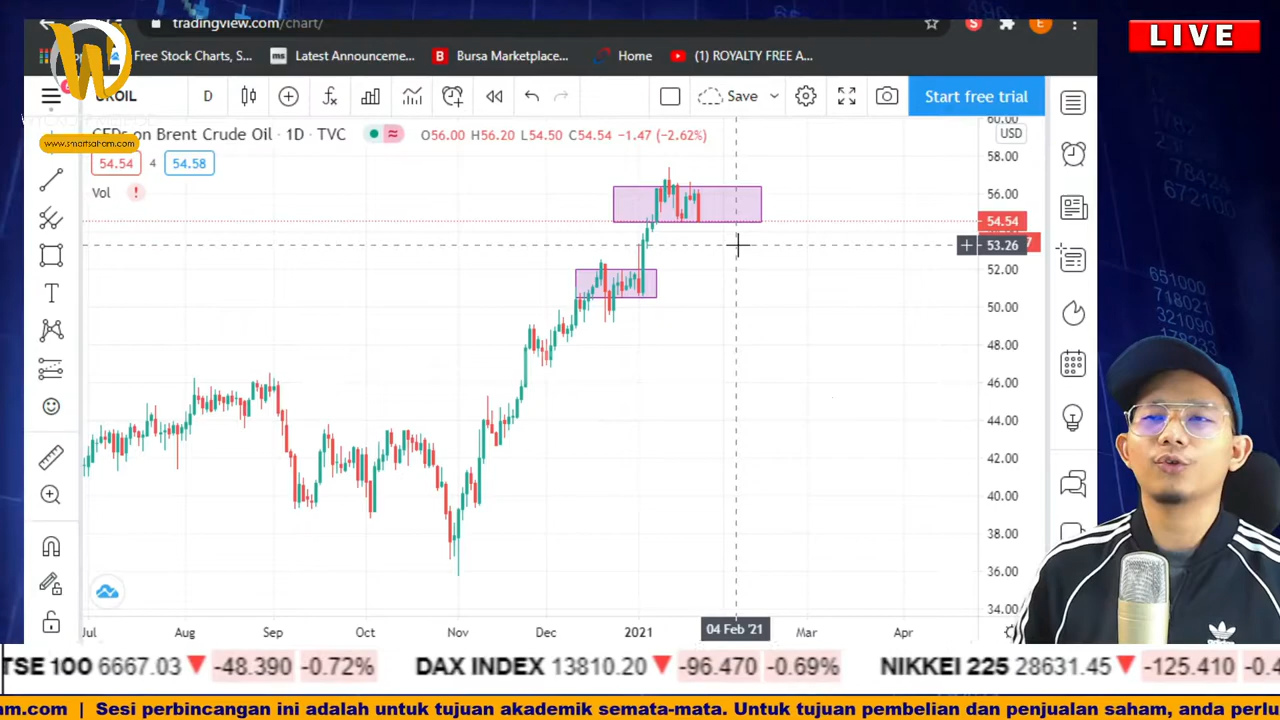 tradingview.com/chart/
LIVE
Free Stock Charts, S...
ms Latest Announceme...
B Bursa Marketplace...
Home
(1) ROYALTY FREE A...
W
UKOIL
D
Save
Start free trial
www.smartsaham.com
CFDs on Brent Crude Oil · 1D · TVC
O56.00 H56.20 L54.50 C54.54 −1.47 (−2.62%)
54.54
4
54.58
Vol
USD
60.00
58.00
56.00
54.54
53.26
52.00
50.00
48.00
46.00
44.00
42.00
40.00
38.00
36.00
34.00
Jul
Aug
Sep
Oct
Nov
Dec
2021
04 Feb '21
Mar
Apr
651000
718021
321090
TSE 100 6667.03 -48.390 -0.72% DAX INDEX 13810.20 -96.470 -0.69% NIKKEI 225 28631.45 -125.410 -0.4
am.com | Sesi perbincangan ini adalah untuk tujuan akademik semata-mata. Untuk tujuan pembelian dan penjualan saham, anda perlu